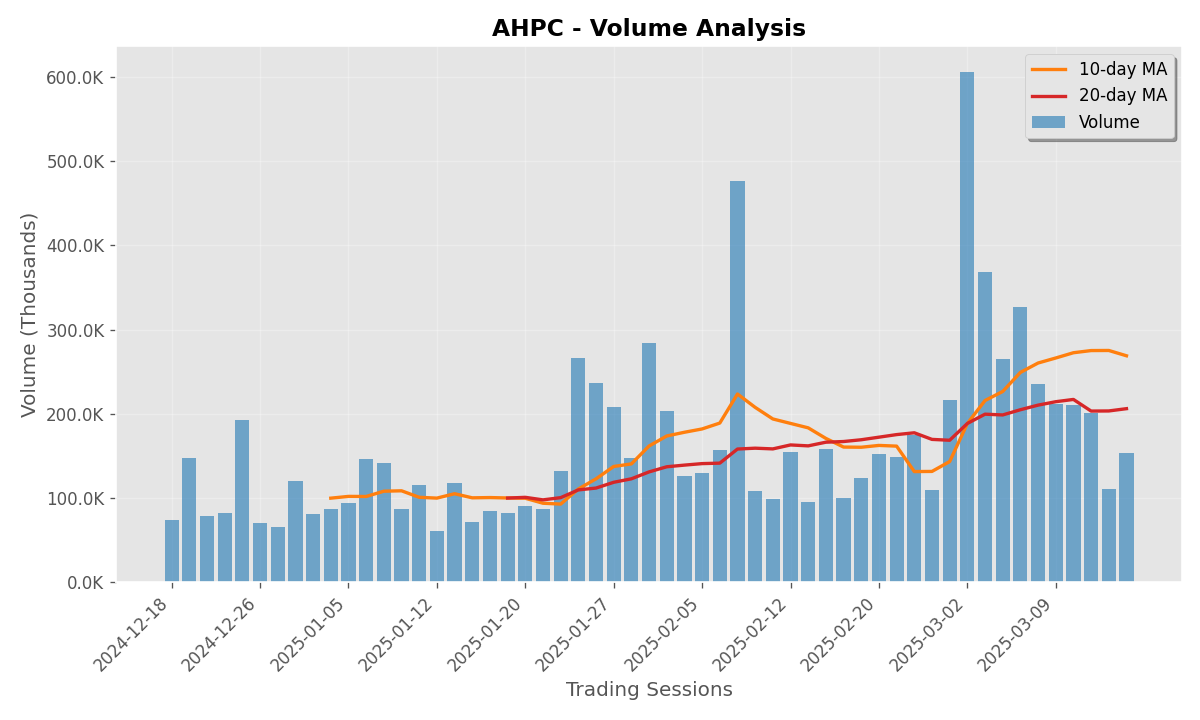 AHPC - Volume Analysis
10-day MA
20-day MA
Volume
Volume (Thousands)
600.0K
500.0K
400.0K
300.0K
200.0K
100.0K
0.0K
2024-12-18
2024-12-26
2025-01-05
2025-01-12
2025-01-20
2025-01-27
2025-02-05
2025-02-12
2025-02-20
2025-03-02
2025-03-09
Trading Sessions